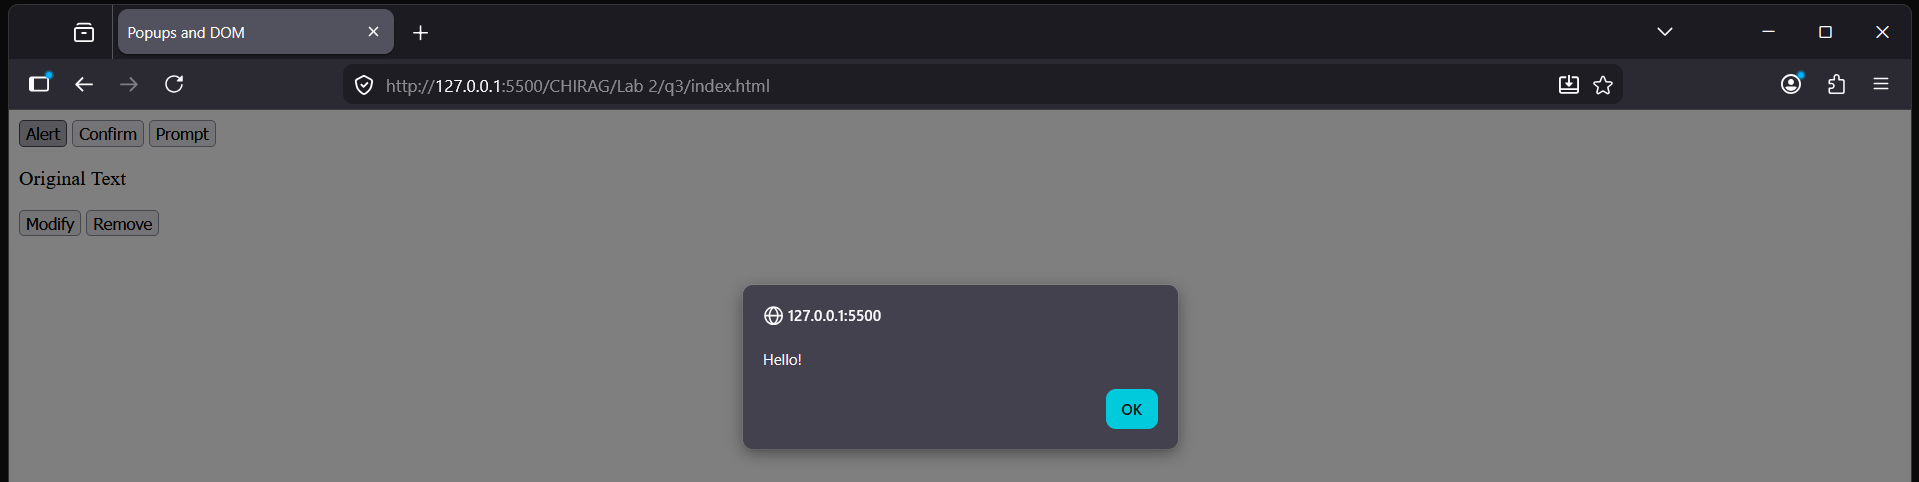 Popups and DOM
http://127.0.0.1:5500/CHIRAG/Lab 2/q3/index.html
Alert Confirm Prompt
Original Text
Modify Remove
127.0.0.1:5500
Hello!
OK